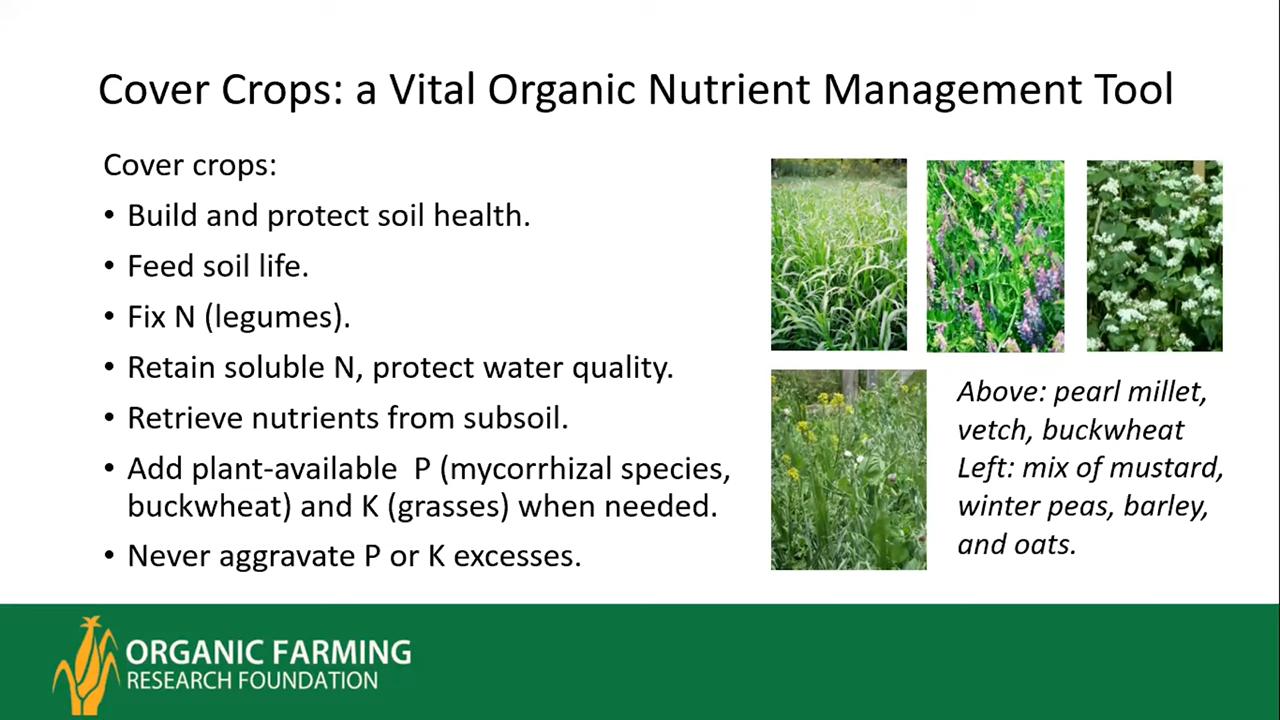 Cover Crops: a Vital Organic Nutrient Management Tool
Cover crops:
• Build and protect soil health.
• Feed soil life.
• Fix N (legumes).
• Retain soluble N, protect water quality.
• Retrieve nutrients from subsoil.
• Add plant-available  P (mycorrhizal species,
buckwheat) and K (grasses) when needed.
• Never aggravate P or K excesses.
Above: pearl millet,
vetch, buckwheat
Left: mix of mustard,
winter peas, barley,
and oats.
ORGANIC FARMING
RESEARCH FOUNDATION